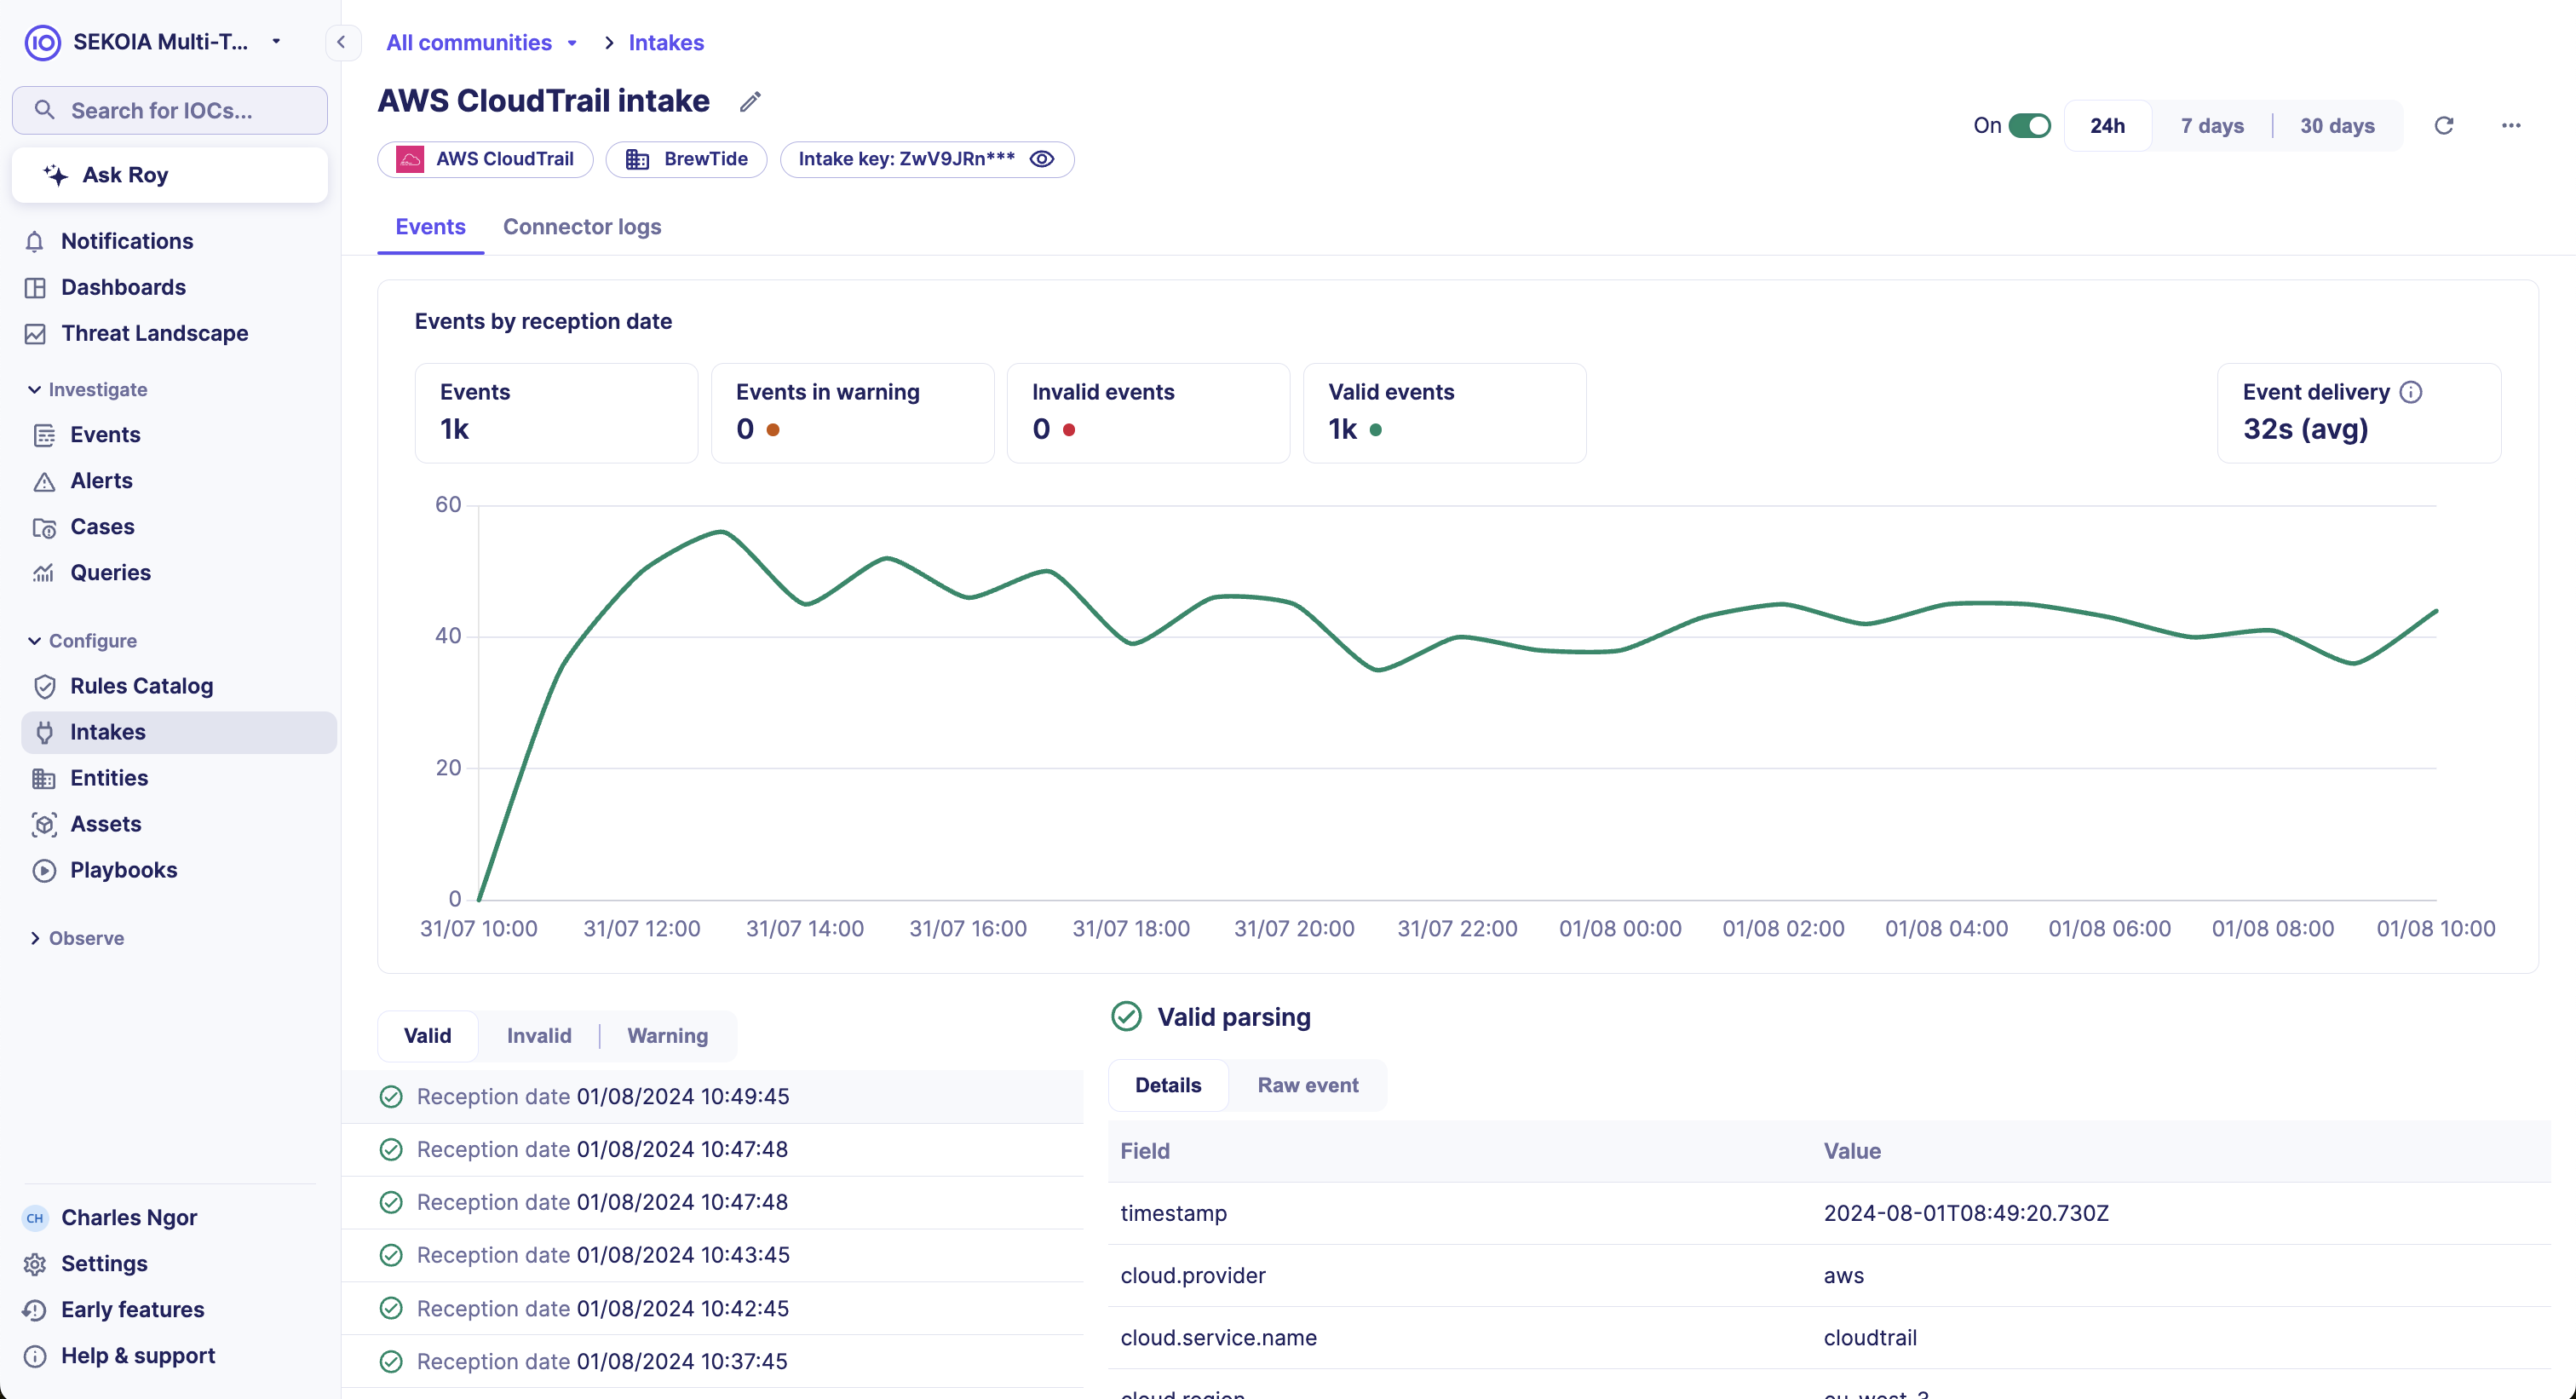 SEKOIA Multi-T...
Search for IOCs...
Ask Roy
Notifications
Dashboards
Threat Landscape
Investigate
Events
Alerts
Cases
Queries
Configure
Rules Catalog
Intakes
Entities
Assets
Playbooks
Observe
CH Charles Ngor
Settings
Early features
Help & support
All communities > Intakes
AWS CloudTrail intake
AWS CloudTrail BrewTide Intake key: ZwV9JRn***
On 24h 7 days 30 days
Events Connector logs
Events by reception date
Events Events in warning Invalid events Valid events Event delivery
1k 0 0 1k 32s (avg)
60
40
20
0
31/07 10:00 31/07 12:00 31/07 14:00 31/07 16:00 31/07 18:00 31/07 20:00 31/07 22:00 01/08 00:00 01/08 02:00 01/08 04:00 01/08 06:00 01/08 08:00 01/08 10:00
Valid Invalid Warning
Reception date 01/08/2024 10:49:45
Reception date 01/08/2024 10:47:48
Reception date 01/08/2024 10:47:48
Reception date 01/08/2024 10:43:45
Reception date 01/08/2024 10:42:45
Reception date 01/08/2024 10:37:45
Valid parsing
Details Raw event
Field Value
timestamp 2024-08-01T08:49:20.730Z
cloud.provider aws
cloud.service.name cloudtrail
cloud.region eu-west-3